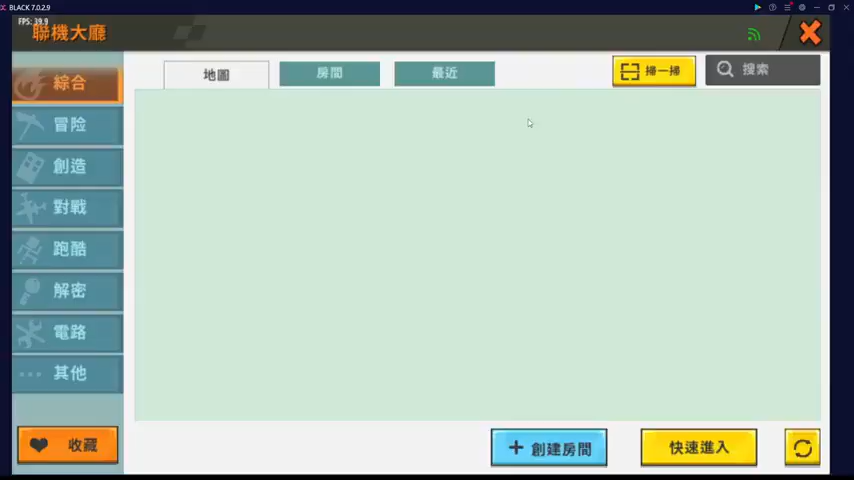 BLACK 7.0.2.9
FPS: 39.9
聯機大廳
綜合
冒險
創造
對戰
跑酷
解密
電路
其他
收藏
地圖
房間
最近
掃一掃
搜索
+ 創建房間
快速進入